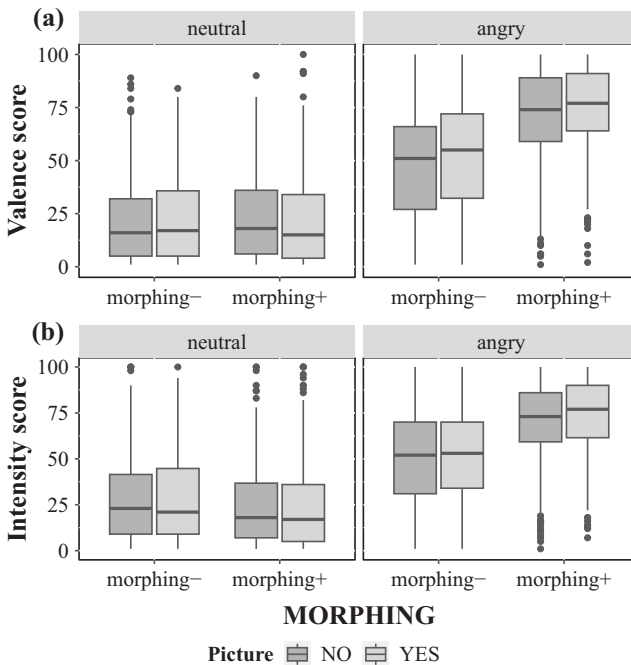 (a)
neutral angry
Valence score
100
75
50
25
0
morphing− morphing+ morphing− morphing+
(b)
neutral angry
Intensity score
100
75
50
25
0
morphing− morphing+ morphing− morphing+
MORPHING
Picture NO YES